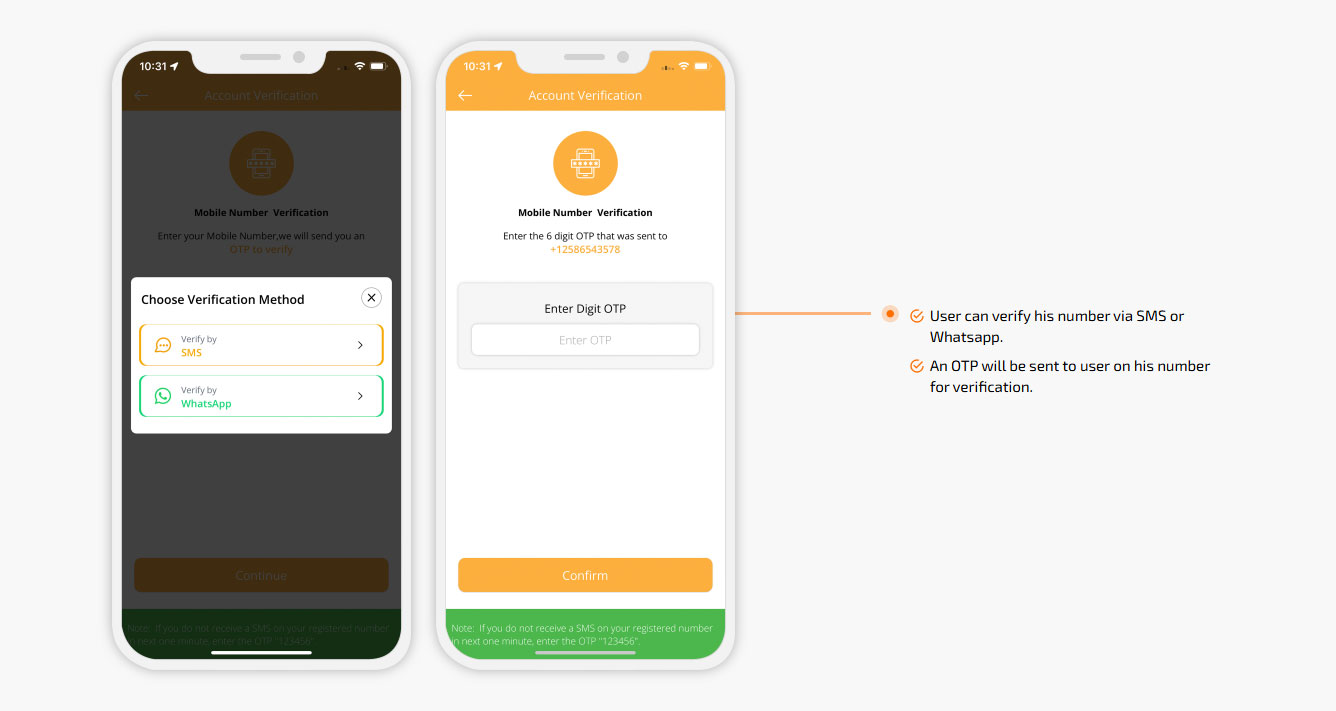 10:31
Account Verification
Mobile Number  Verification
Enter your Mobile Number,we will send you an
OTP to verify
Choose Verification Method
Verify by
SMS
Verify by
WhatsApp
Continue
Note:  If you do not receive a SMS on your registered number
in next one minute, enter the OTP "123456".
10:31
Account Verification
Mobile Number  Verification
Enter the 6 digit OTP that was sent to
+12586543578
Enter Digit OTP
Enter OTP
Confirm
Note:  If you do not receive a SMS on your registered number
in next one minute, enter the OTP "123456".
User can verify his number via SMS or
Whatsapp.
An OTP will be sent to user on his number
for verification.